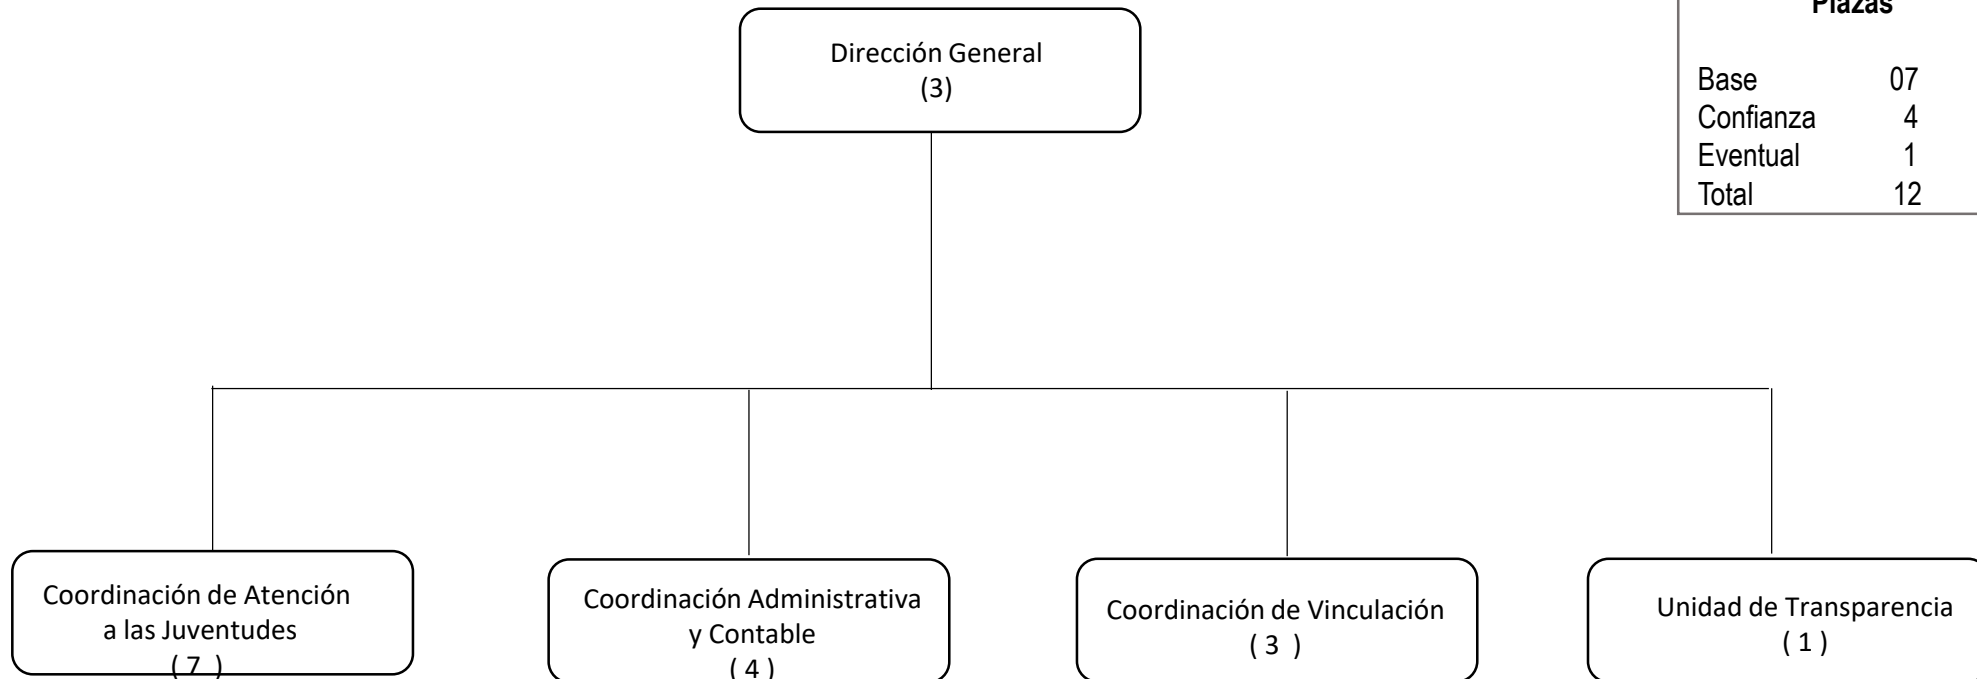 Plazas
Base 07
Confianza 4
Eventual 1
Total 12
Dirección General
(3)
Coordinación de Atención
a las Juventudes
( 7 )
Coordinación Administrativa
y Contable
( 4 )
Coordinación de Vinculación
( 3 )
Unidad de Transparencia
( 1 )